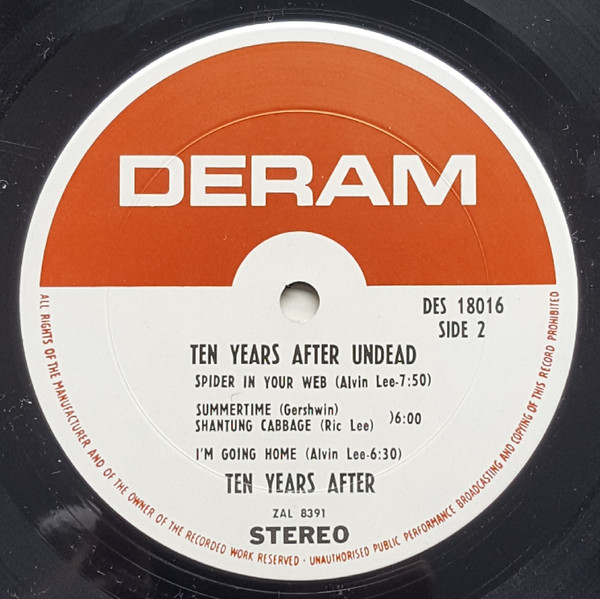 DERAM
DES 18016
SIDE 2
TEN YEARS AFTER UNDEAD
SPIDER IN YOUR WEB (Alvin Lee-7:50)
SUMMERTIME (Gershwin)
SHANTUNG CABBAGE (Ric Lee) )6:00
I'M GOING HOME (Alvin Lee-6:30)
TEN YEARS AFTER
ZAL 8391
STEREO
ALL RIGHTS OF THE MANUFACTURER AND OF THE OWNER OF THE RECORDED WORK RESERVED · UNAUTHORISED PUBLIC PERFORMANCE BROADCASTING AND COPYING OF THIS RECORD PROHIBITED